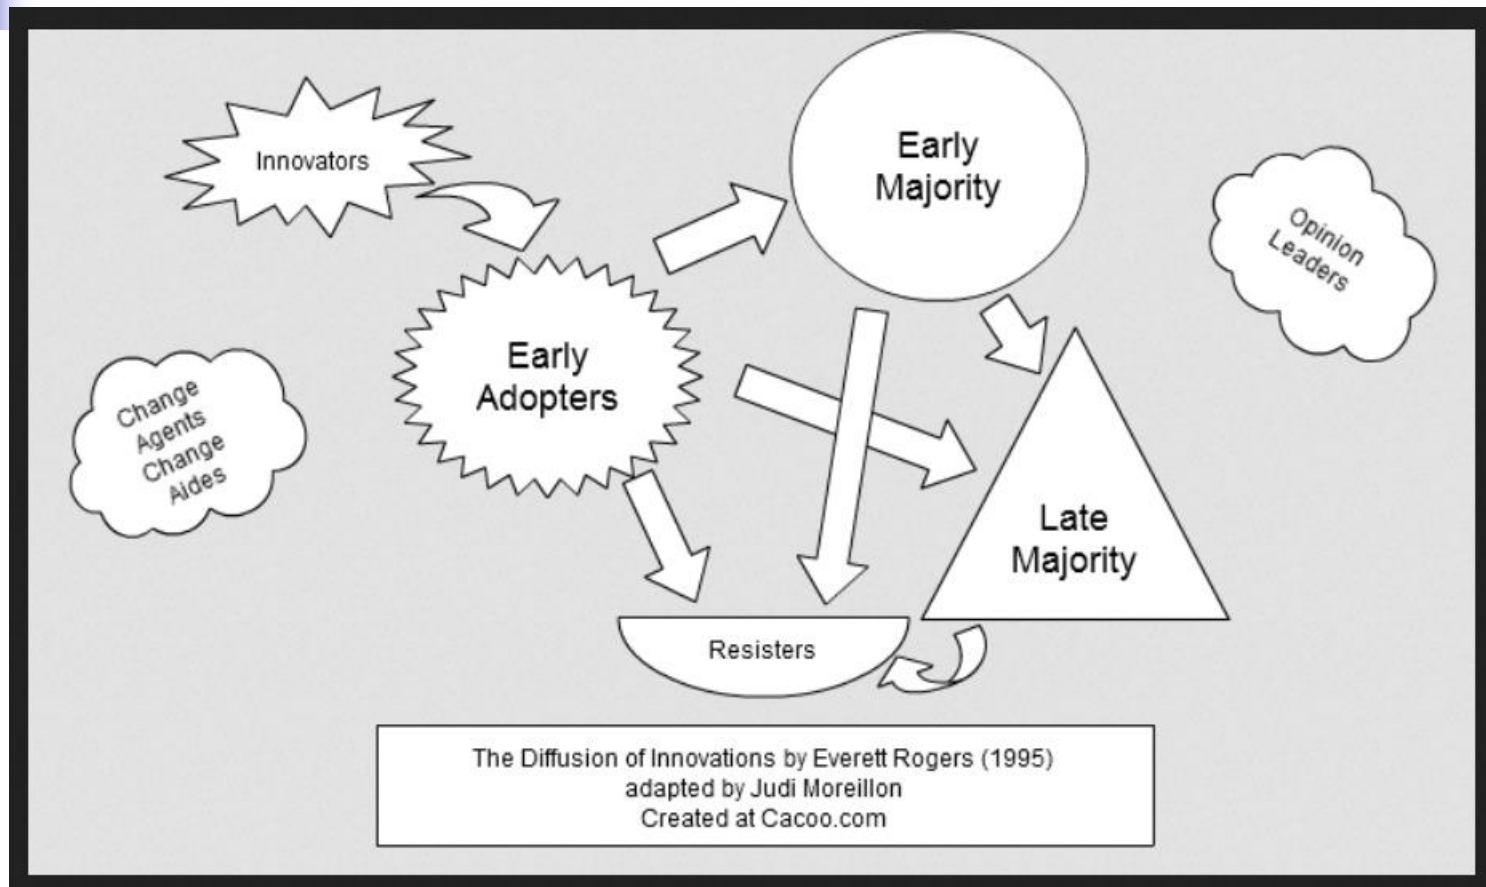 Innovators
Early
Majority
Opinion
Leaders
Early
Adopters
Change
Agents
Change
Aides
Late
Majority
Resisters
The Diffusion of Innovations by Everett Rogers (1995)
adapted by Judi Moreillon
Created at Cacoo.com